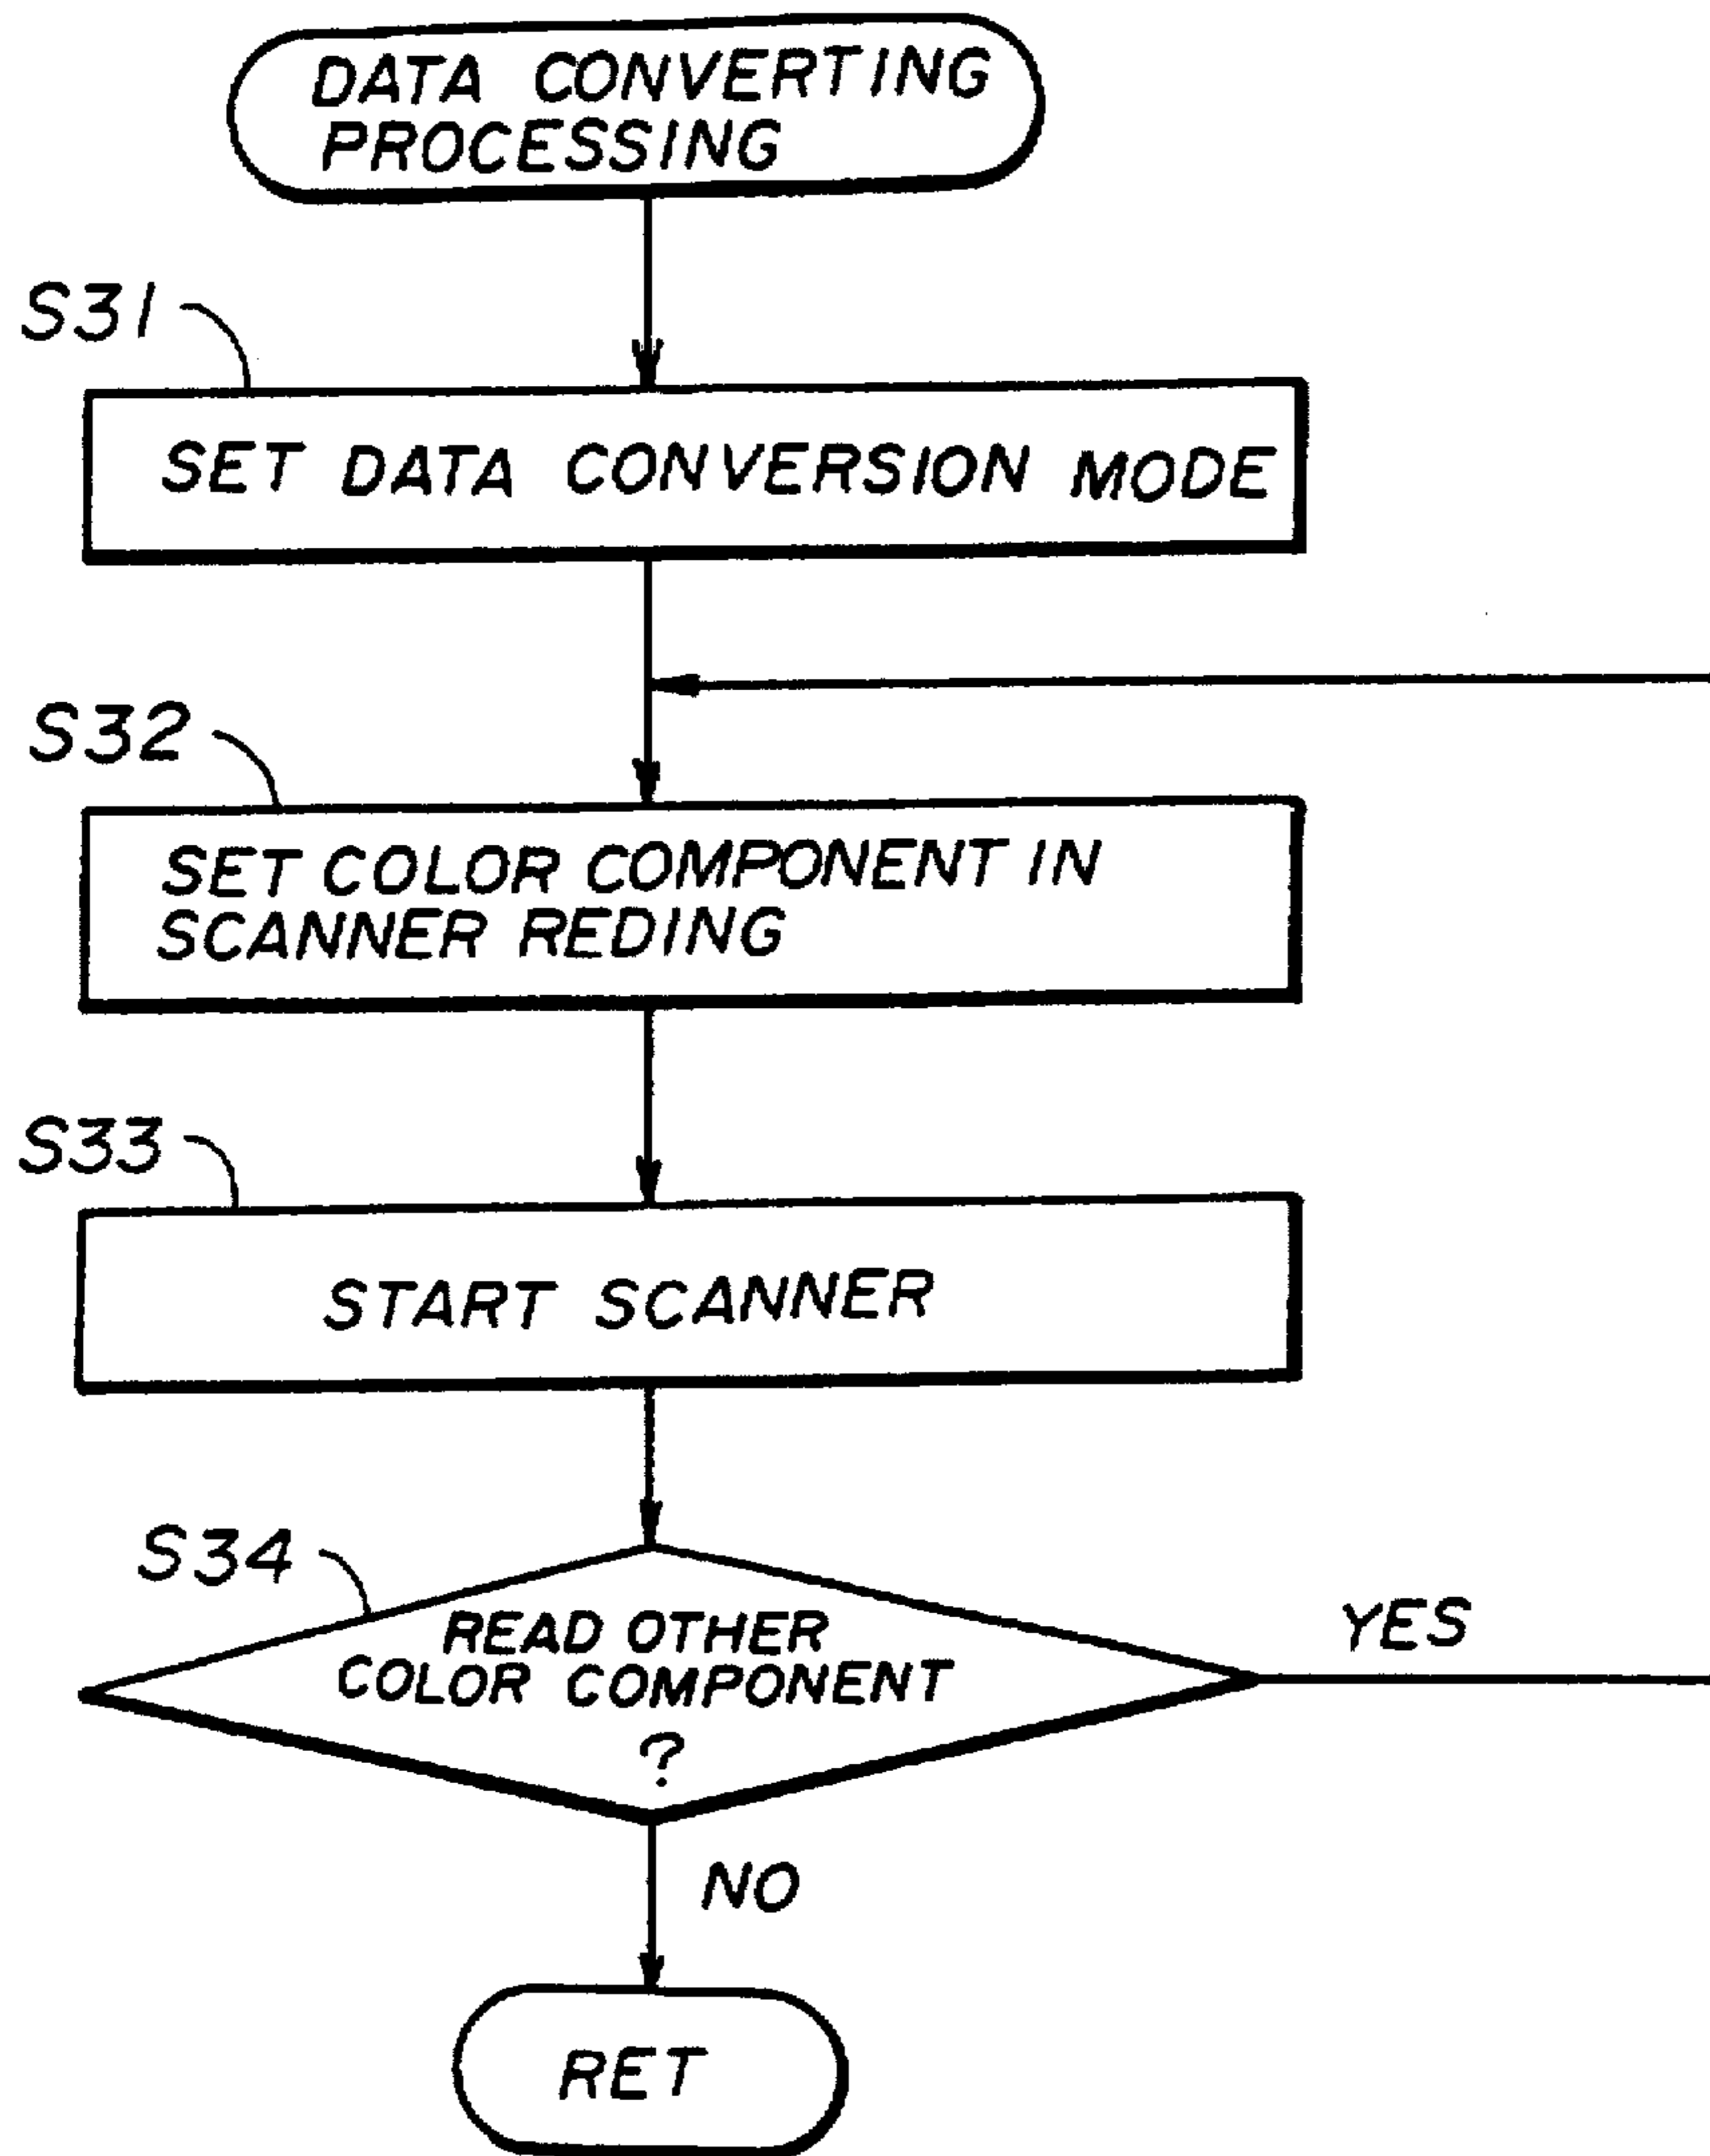 DATA CONVERTING
PROCESSING
S31
SET DATA CONVERSION MODE
S32
SET COLOR COMPONENT IN
SCANNER REDING
S33
START SCANNER
S34
READ OTHER
COLOR COMPONENT
?
YES
NO
RET